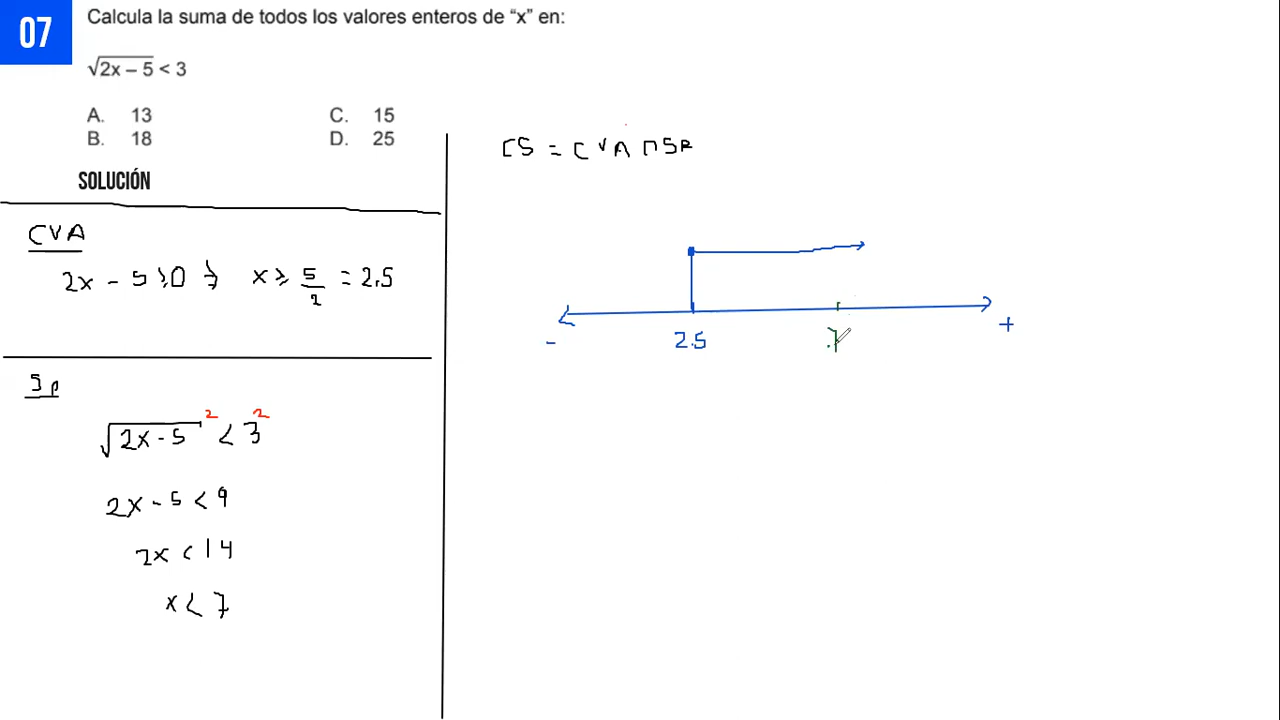 07
Calcula la suma de todos los valores enteros de “x” en:
√2x – 5 < 3
A. 13
B. 18
C. 15
D. 25
SOLUCIÓN
CVA
2x - 5 ≥ 0 → x ≥ 5/2 = 2.5
Sp
√2x - 5² < 3²
2x - 5 < 9
2x < 14
x < 7
CS = CVA ∩ SP
2.5
7
-
+